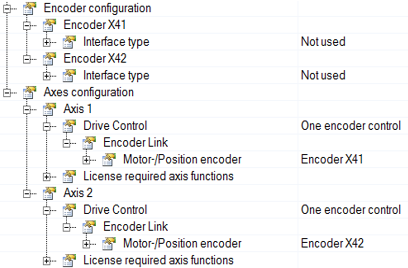 Encoder configuration
Encoder X41
Interface type Not used
Encoder X42
Interface type Not used
Axes configuration
Axis 1
Drive Control One encoder control
Encoder Link
Motor-/Position encoder Encoder X41
License required axis functions
Axis 2
Drive Control One encoder control
Encoder Link
Motor-/Position encoder Encoder X42
License required axis functions